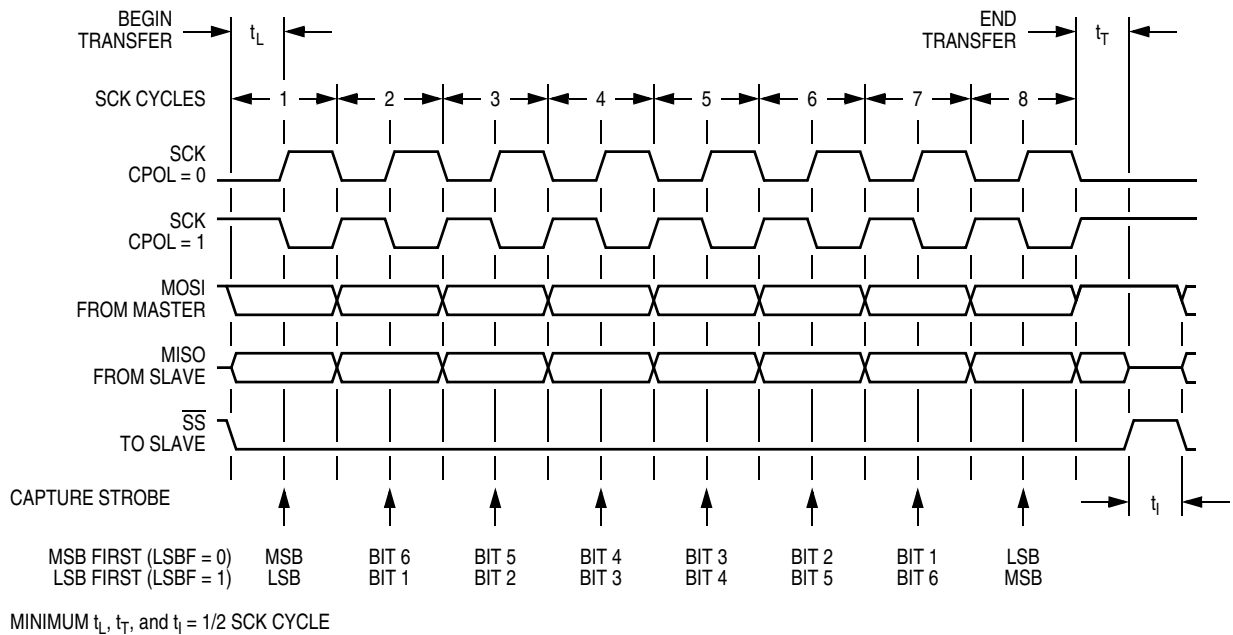 BEGIN
TRANSFER
tL
END
TRANSFER
tT
SCK CYCLES 1 2 3 4 5 6 7 8
SCK
CPOL = 0
SCK
CPOL = 1
MOSI
FROM MASTER
MISO
FROM SLAVE
SS
TO SLAVE
CAPTURE STROBE
tI
MSB FIRST (LSBF = 0) MSB BIT 6 BIT 5 BIT 4 BIT 3 BIT 2 BIT 1 LSB
LSB FIRST (LSBF = 1) LSB BIT 1 BIT 2 BIT 3 BIT 4 BIT 5 BIT 6 MSB
MINIMUM tL, tT, and tI = 1/2 SCK CYCLE